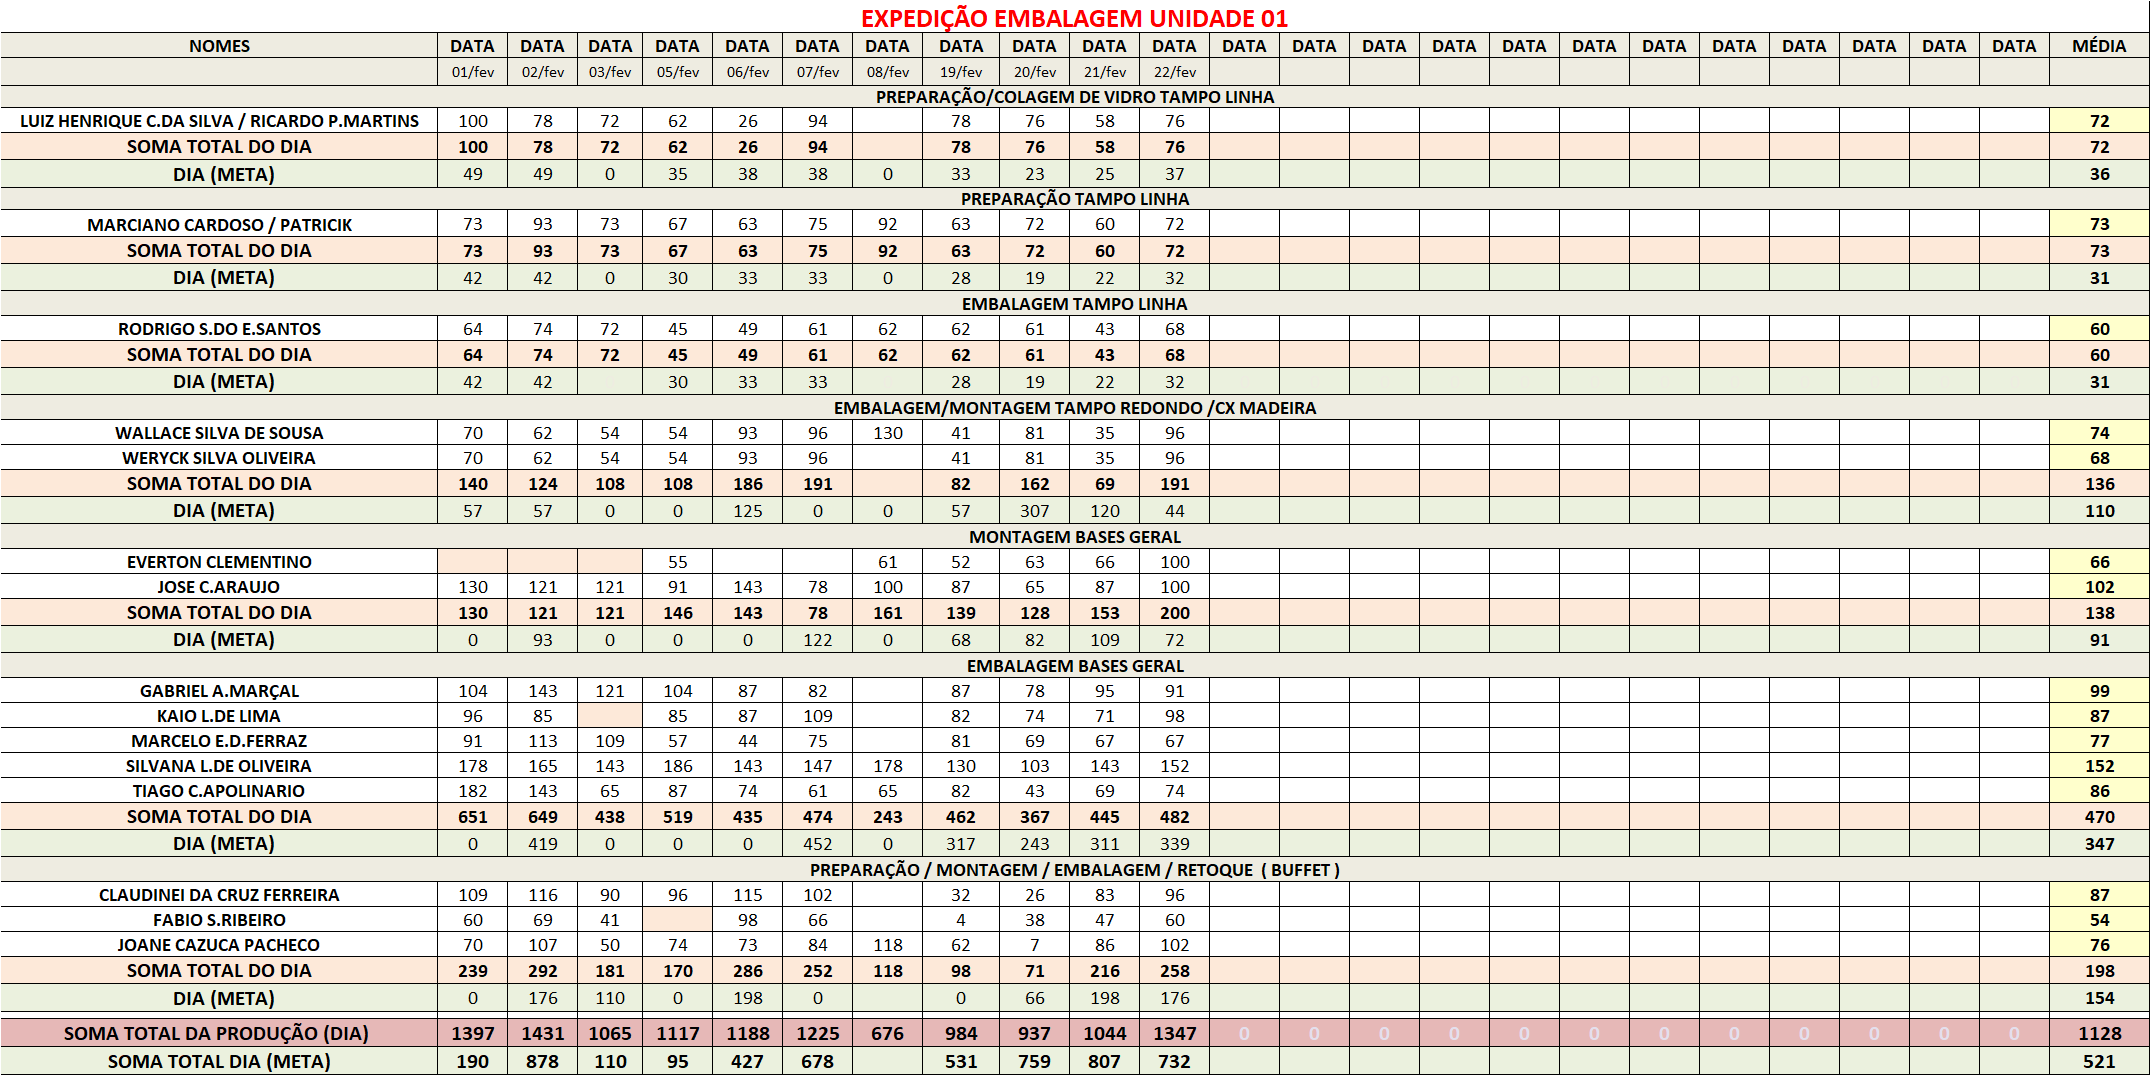 EXPEDIÇÃO EMBALAGEM UNIDADE 01
NOMES DATA DATA DATA DATA DATA DATA DATA DATA DATA DATA DATA DATA DATA DATA DATA DATA DATA DATA DATA DATA DATA DATA DATA MÉDIA
01/fev 02/fev 03/fev 05/fev 06/fev 07/fev 08/fev 19/fev 20/fev 21/fev 22/fev
PREPARAÇÃO/COLAGEM DE VIDRO TAMPO LINHA
LUIZ HENRIQUE C.DA SILVA / RICARDO P.MARTINS 100 78 72 62 26 94 78 76 58 76 72
SOMA TOTAL DO DIA 100 78 72 62 26 94 78 76 58 76 72
DIA (META) 49 49 0 35 38 38 0 33 23 25 37 36
PREPARAÇÃO TAMPO LINHA
MARCIANO CARDOSO / PATRICIK 73 93 73 67 63 75 92 63 72 60 72 73
SOMA TOTAL DO DIA 73 93 73 67 63 75 92 63 72 60 72 73
DIA (META) 42 42 0 30 33 33 0 28 19 22 32 31
EMBALAGEM TAMPO LINHA
RODRIGO S.DO E.SANTOS 64 74 72 45 49 61 62 62 61 43 68 60
SOMA TOTAL DO DIA 64 74 72 45 49 61 62 62 61 43 68 60
DIA (META) 42 42 30 33 33 28 19 22 32 31
EMBALAGEM/MONTAGEM TAMPO REDONDO /CX MADEIRA
WALLACE SILVA DE SOUSA 70 62 54 54 93 96 130 41 81 35 96 74
WERYCK SILVA OLIVEIRA 70 62 54 54 93 96 41 81 35 96 68
SOMA TOTAL DO DIA 140 124 108 108 186 191 82 162 69 191 136
DIA (META) 57 57 0 0 125 0 0 57 307 120 44 110
MONTAGEM BASES GERAL
EVERTON CLEMENTINO 55 61 52 63 66 100 66
JOSE C.ARAUJO 130 121 121 91 143 78 100 87 65 87 100 102
SOMA TOTAL DO DIA 130 121 121 146 143 78 161 139 128 153 200 138
DIA (META) 0 93 0 0 0 122 0 68 82 109 72 91
EMBALAGEM BASES GERAL
GABRIEL A.MARÇAL 104 143 121 104 87 82 87 78 95 91 99
KAIO L.DE LIMA 96 85 85 87 109 82 74 71 98 87
MARCELO E.D.FERRAZ 91 113 109 57 44 75 81 69 67 67 77
SILVANA L.DE OLIVEIRA 178 165 143 186 143 147 178 130 103 143 152 152
TIAGO C.APOLINARIO 182 143 65 87 74 61 65 82 43 69 74 86
SOMA TOTAL DO DIA 651 649 438 519 435 474 243 462 367 445 482 470
DIA (META) 0 419 0 0 0 452 0 317 243 311 339 347
PREPARAÇÃO / MONTAGEM / EMBALAGEM / RETOQUE ( BUFFET )
CLAUDINEI DA CRUZ FERREIRA 109 116 90 96 115 102 32 26 83 96 87
FABIO S.RIBEIRO 60 69 41 98 66 4 38 47 60 54
JOANE CAZUCA PACHECO 70 107 50 74 73 84 118 62 7 86 102 76
SOMA TOTAL DO DIA 239 292 181 170 286 252 118 98 71 216 258 198
DIA (META) 0 176 110 0 198 0 0 66 198 176 154
SOMA TOTAL DA PRODUÇÃO (DIA) 1397 1431 1065 1117 1188 1225 676 984 937 1044 1347 0 0 0 0 0 0 0 0 0 0 0 0 1128
SOMA TOTAL DIA (META) 190 878 110 95 427 678 531 759 807 732 521